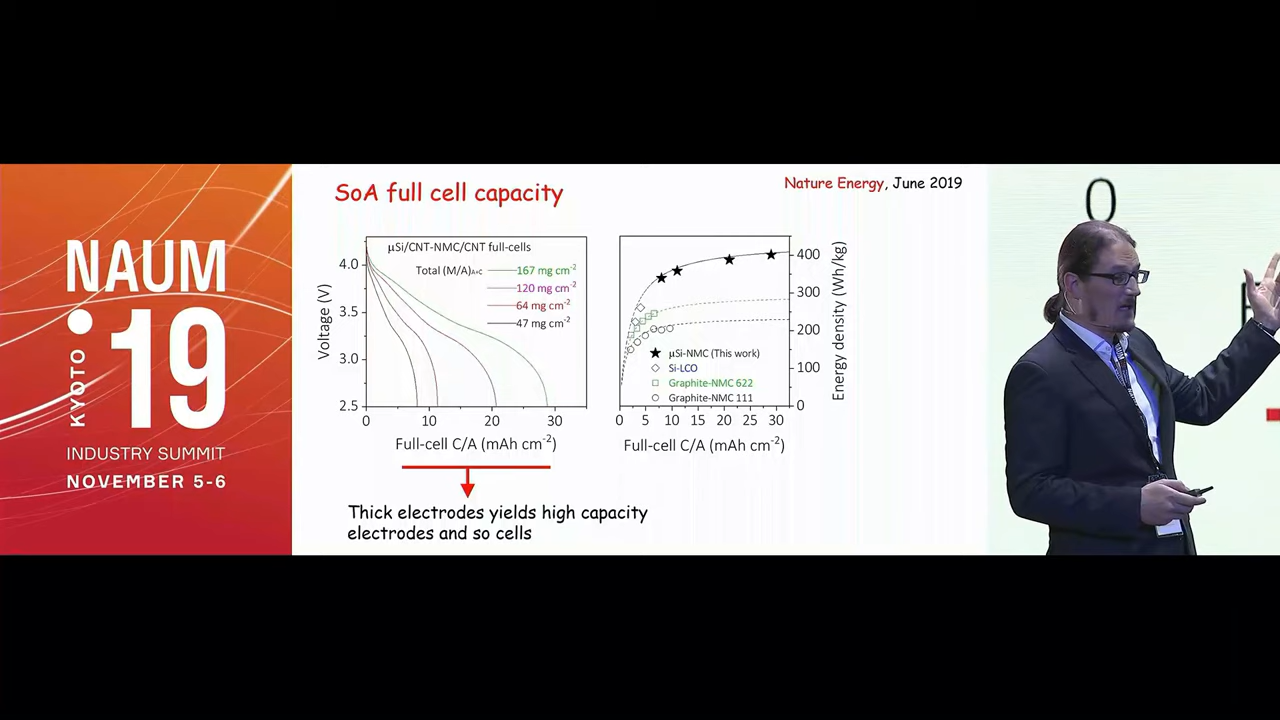 NAUM
KYOTO
'19
INDUSTRY SUMMIT
NOVEMBER 5-6
SoA full cell capacity
Nature Energy, June 2019
μSi/CNT-NMC/CNT full-cells
Total (M/A)A+C
167 mg cm-2
120 mg cm-2
64 mg cm-2
47 mg cm-2
Voltage (V)
4.0
3.5
3.0
2.5
0 10 20 30
Full-cell C/A (mAh cm-2)
μSi-NMC (This work)
Si-LCO
Graphite-NMC 622
Graphite-NMC 111
400
300
200
100
0
Energy density (Wh/kg)
0 5 10 15 20 25 30
Full-cell C/A (mAh cm-2)
Thick electrodes yields high capacity
electrodes and so cells